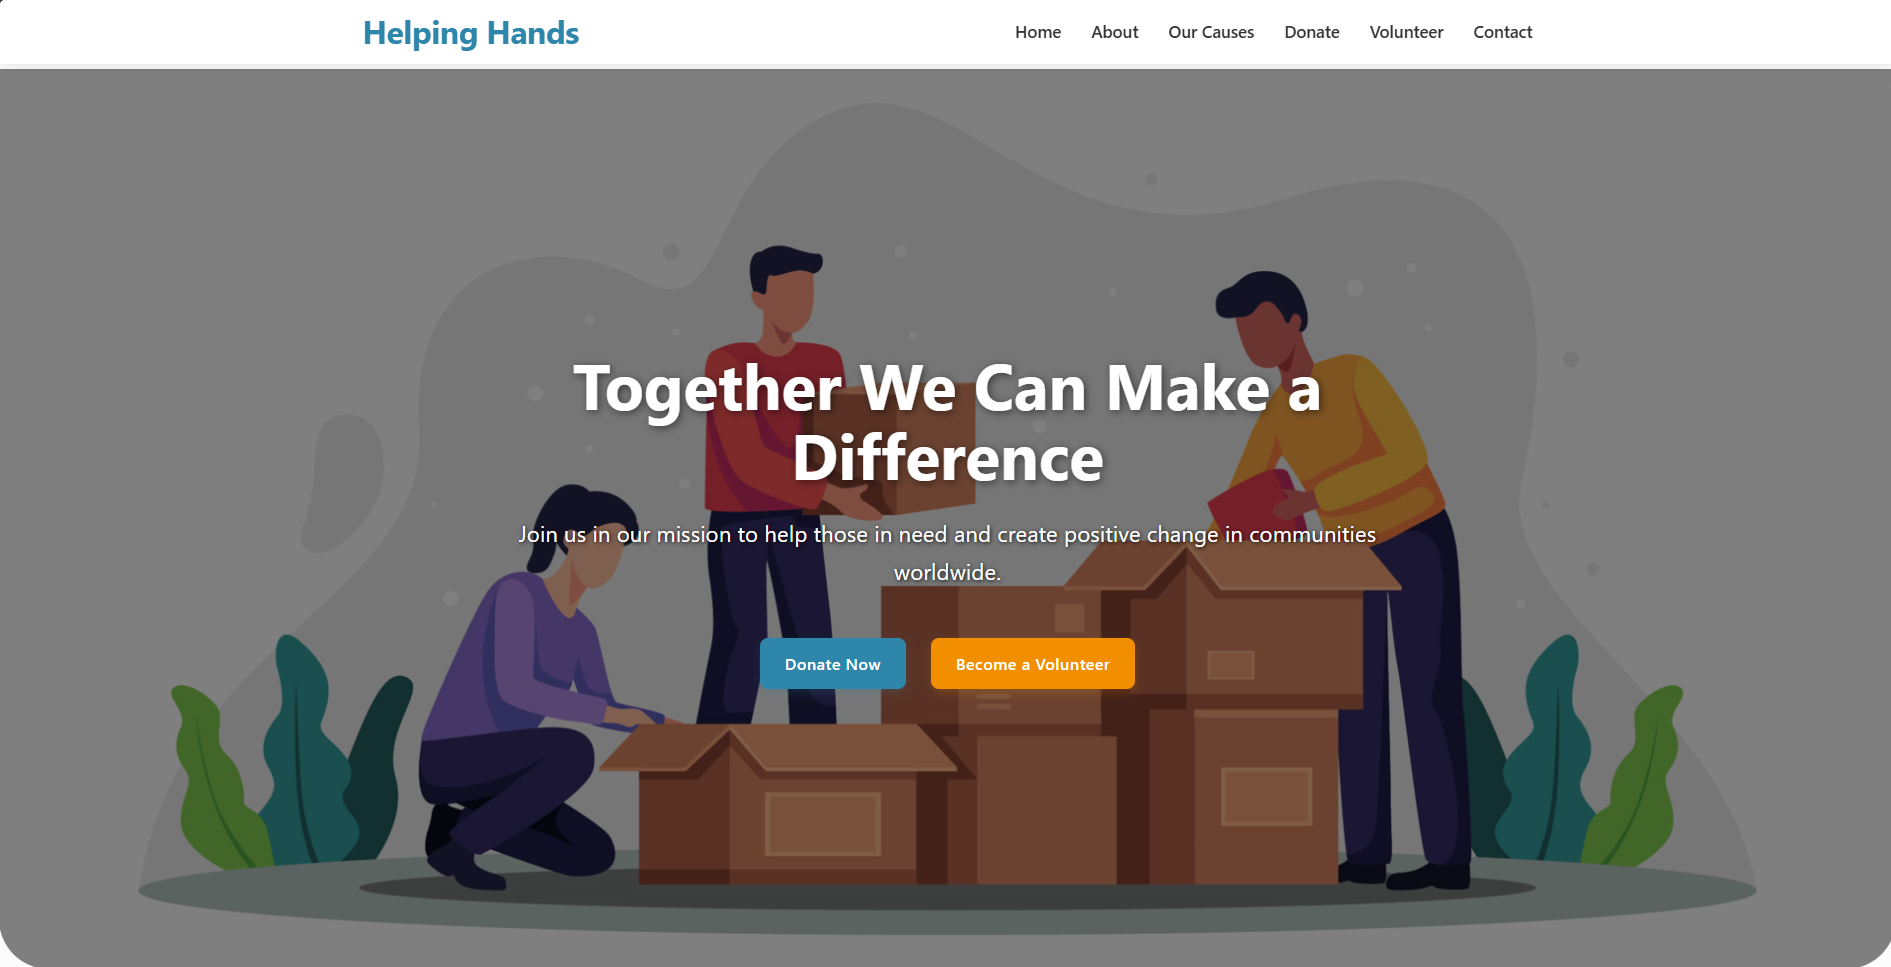 Helping Hands
Home About Our Causes Donate Volunteer Contact
Together We Can Make a
Difference
Join us in our mission to help those in need and create positive change in communities
worldwide.
Donate Now
Become a Volunteer